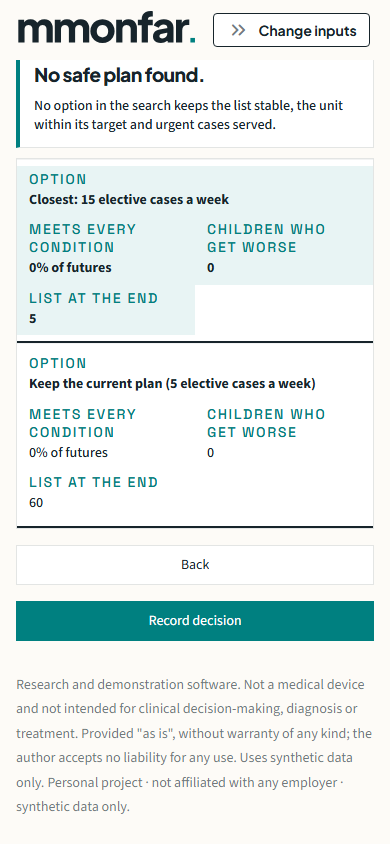 mmonfar.
Change inputs
No safe plan found.
No option in the search keeps the list stable, the unit
within its target and urgent cases served.
OPTION
Closest: 15 elective cases a week
MEETS EVERY
CONDITION
0% of futures
CHILDREN WHO
GET WORSE
0
LIST AT THE END
5
OPTION
Keep the current plan (5 elective cases a week)
MEETS EVERY
CONDITION
0% of futures
CHILDREN WHO
GET WORSE
0
LIST AT THE END
60
Back
Record decision
Research and demonstration software. Not a medical device
and not intended for clinical decision-making, diagnosis or
treatment. Provided "as is", without warranty of any kind; the
author accepts no liability for any use. Uses synthetic data
only. Personal project · not affiliated with any employer ·
synthetic data only.